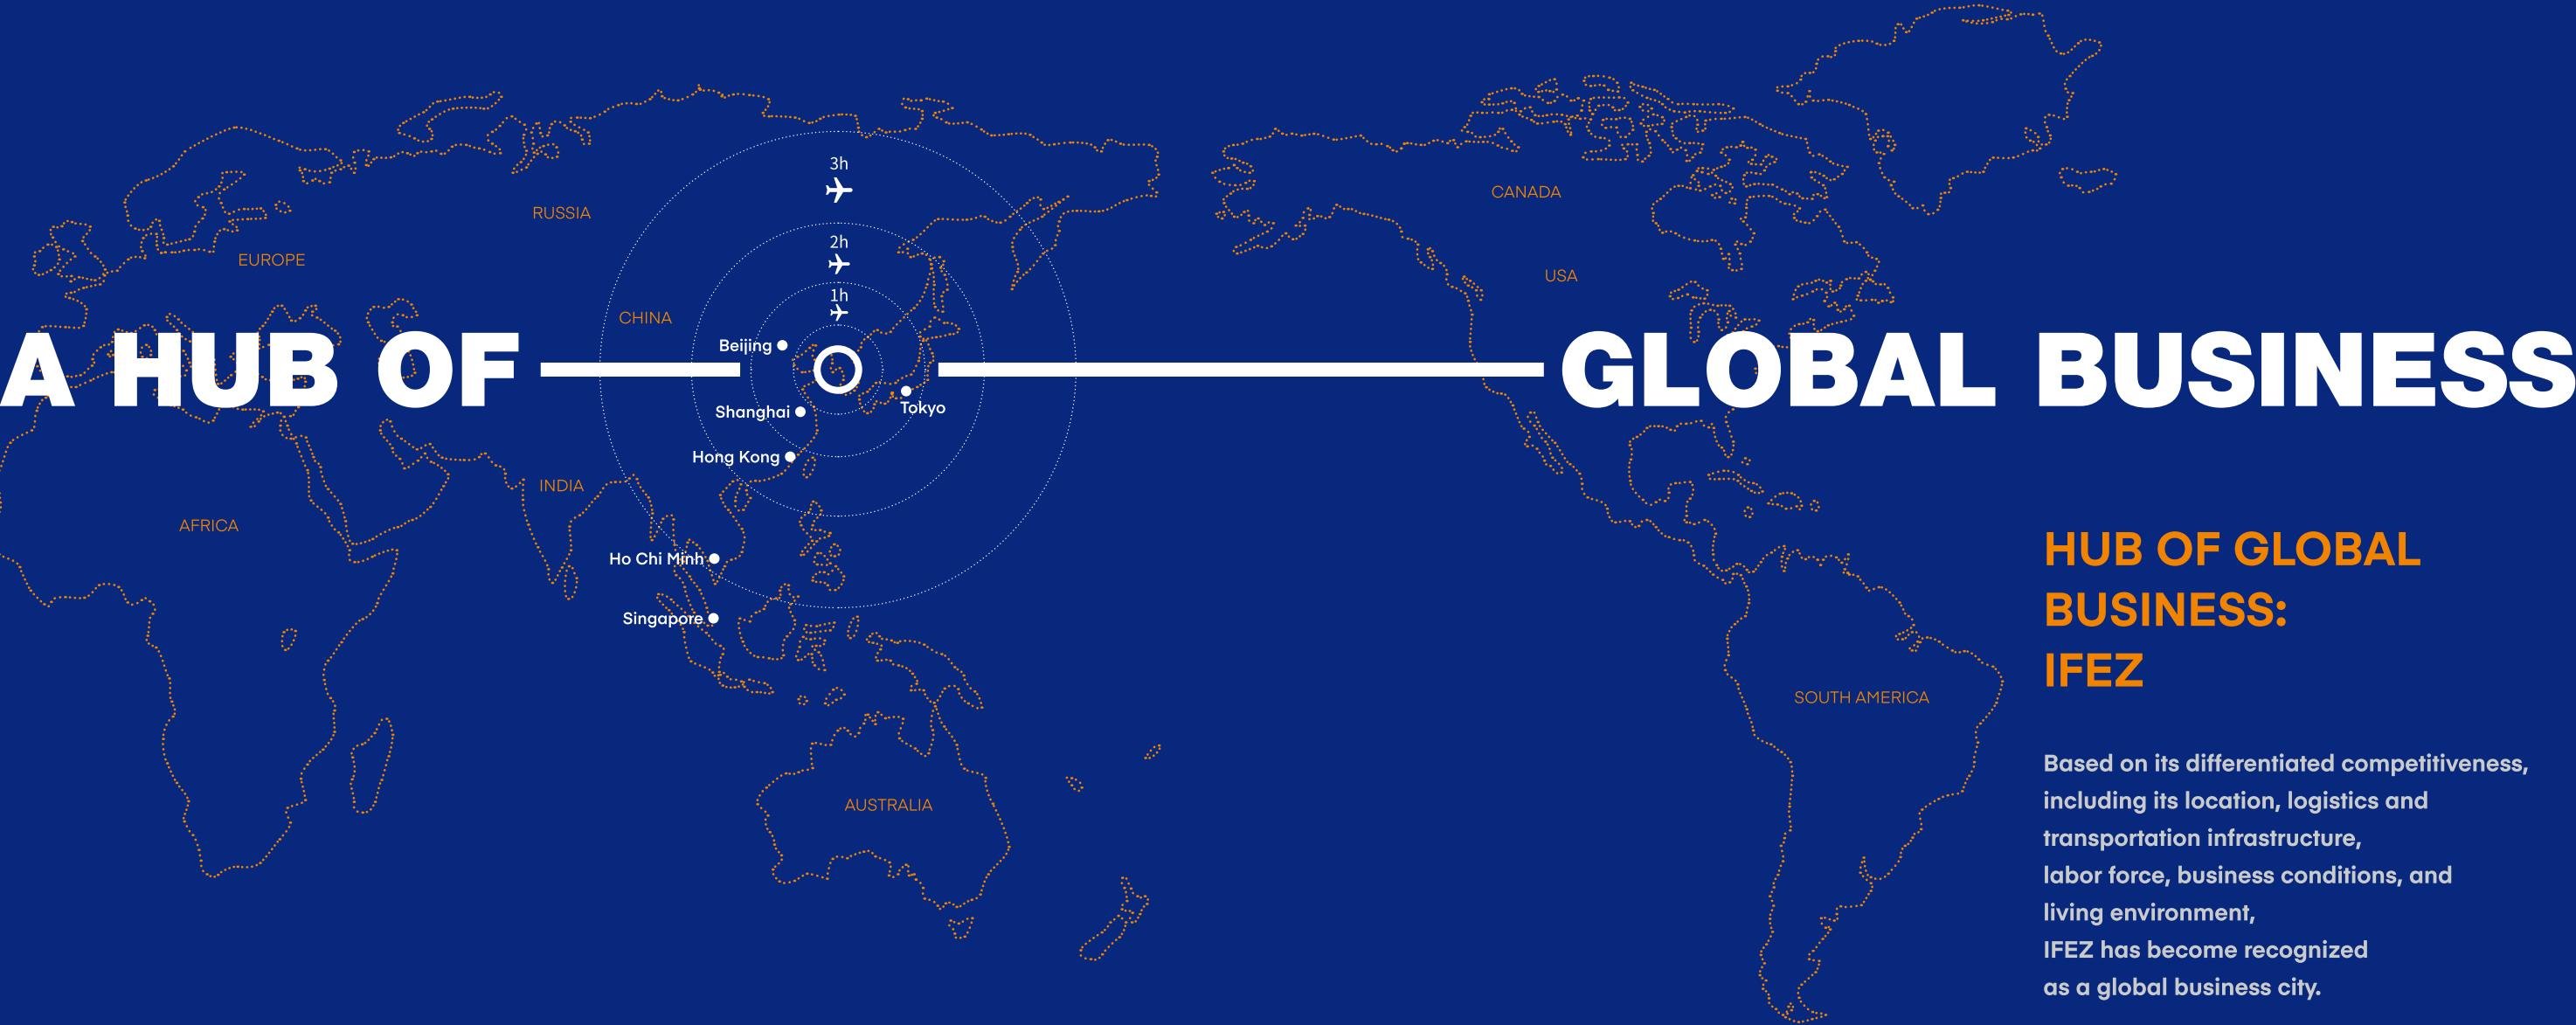 A HUB OF
GLOBAL BUSINESS
3h
2h
1h
RUSSIA
EUROPE
CHINA
Beijing
Shanghai
Tokyo
Hong Kong
INDIA
AFRICA
Ho Chi Minh
Singapore
AUSTRALIA
CANADA
USA
SOUTH AMERICA
HUB OF GLOBAL
BUSINESS:
IFEZ
Based on its differentiated competitiveness,
including its location, logistics and
transportation infrastructure,
labor force, business conditions, and
living environment,
IFEZ has become recognized
as a global business city.